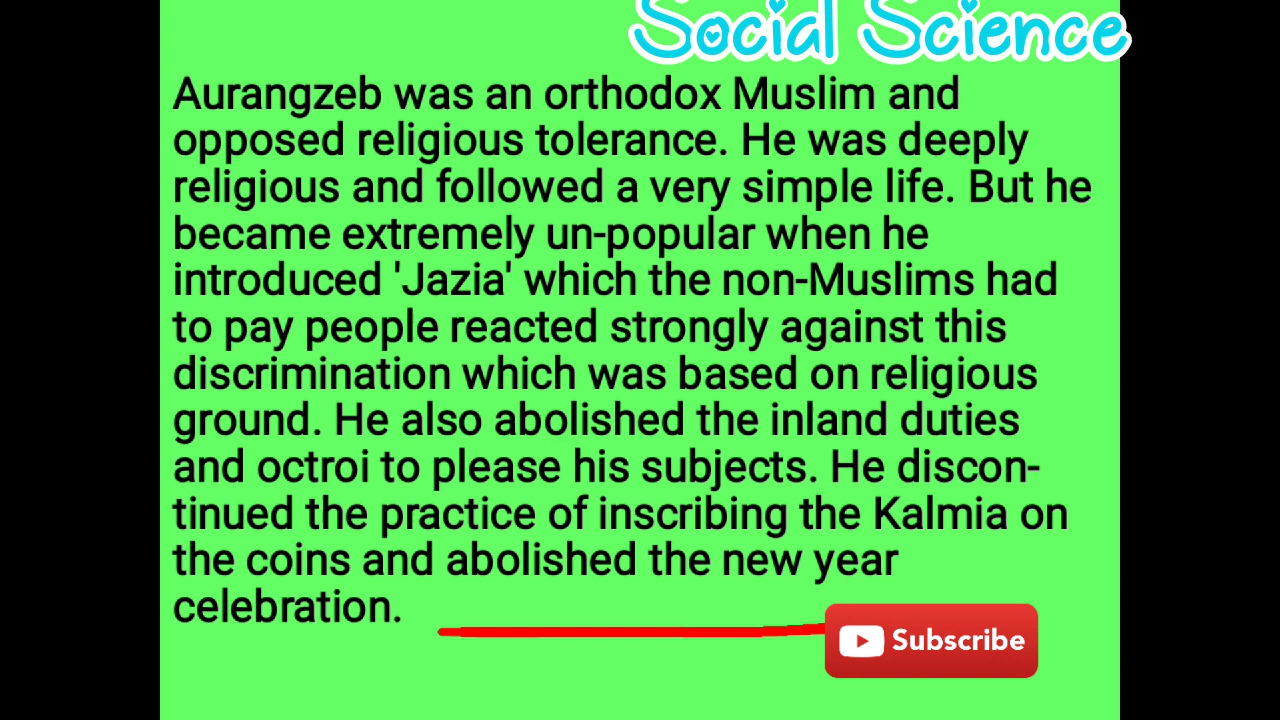 Social Science
Aurangzeb was an orthodox Muslim and
opposed religious tolerance. He was deeply
religious and followed a very simple life. But he
became extremely un-popular when he
introduced 'Jazia' which the non-Muslims had
to pay people reacted strongly against this
discrimination which was based on religious
ground. He also abolished the inland duties
and octroi to please his subjects. He discon-
tinued the practice of inscribing the Kalmia on
the coins and abolished the new year
celebration.
Subscribe